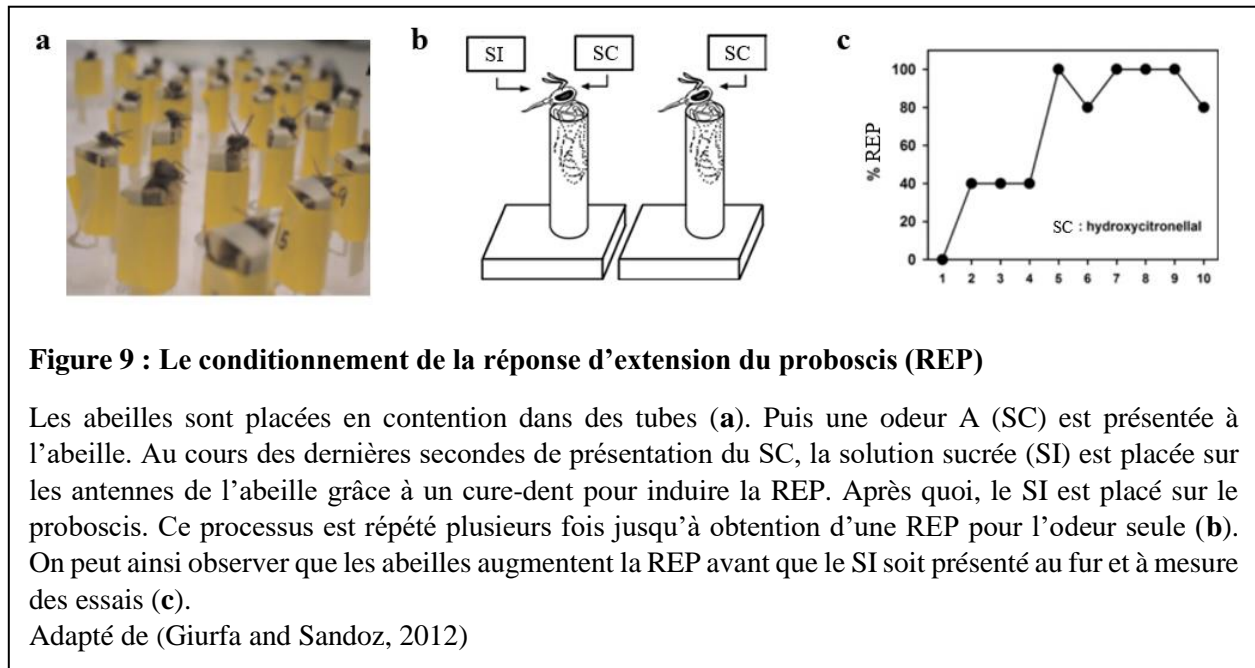 a
b
c
SI
SC
SC
100
80
60
40
20
0
% REP
SC : hydroxycitronellal
1 2 3 4 5 6 7 8 9 10
5
9
Figure 9 : Le conditionnement de la réponse d’extension du proboscis (REP)
Les abeilles sont placées en contention dans des tubes (a). Puis une odeur A (SC) est présentée à
l’abeille. Au cours des dernières secondes de présentation du SC, la solution sucrée (SI) est placée sur
les antennes de l’abeille grâce à un cure-dent pour induire la REP. Après quoi, le SI est placé sur le
proboscis. Ce processus est répété plusieurs fois jusqu’à obtention d’une REP pour l’odeur seule (b).
On peut ainsi observer que les abeilles augmentent la REP avant que le SI soit présenté au fur et à mesure
des essais (c).
Adapté de (Giurfa and Sandoz, 2012)